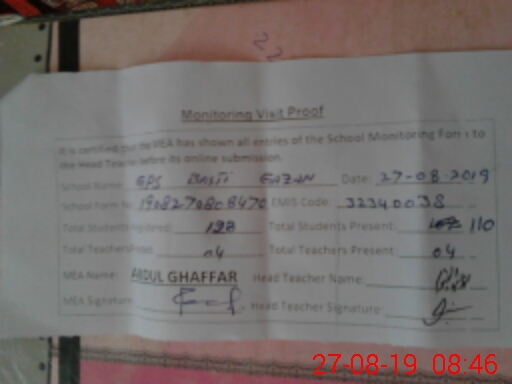 22
Monitoring Visit Proof
It is certified that the MEA has shown all entries of the School Monitoring Form to
the Head Teacher before its online submission.
School Name: GPS BASTI GAZAN Date: 27-08-2019
School Form No 1908270808470 EMIS Code: 32340038
Total Students Registered: 128 Total Students Present: 110
Total Teachers 04 Total Teachers Present: 04
MEA Name: ABDUL GHAFFAR Head Teacher Name:
MEA Signature Head Teacher Signature:
27-08-19 08:46